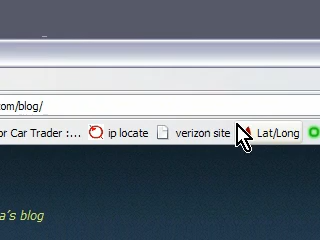 om/blog/
or Car Trader :... ip locate verizon site Lat/Long
a's blog